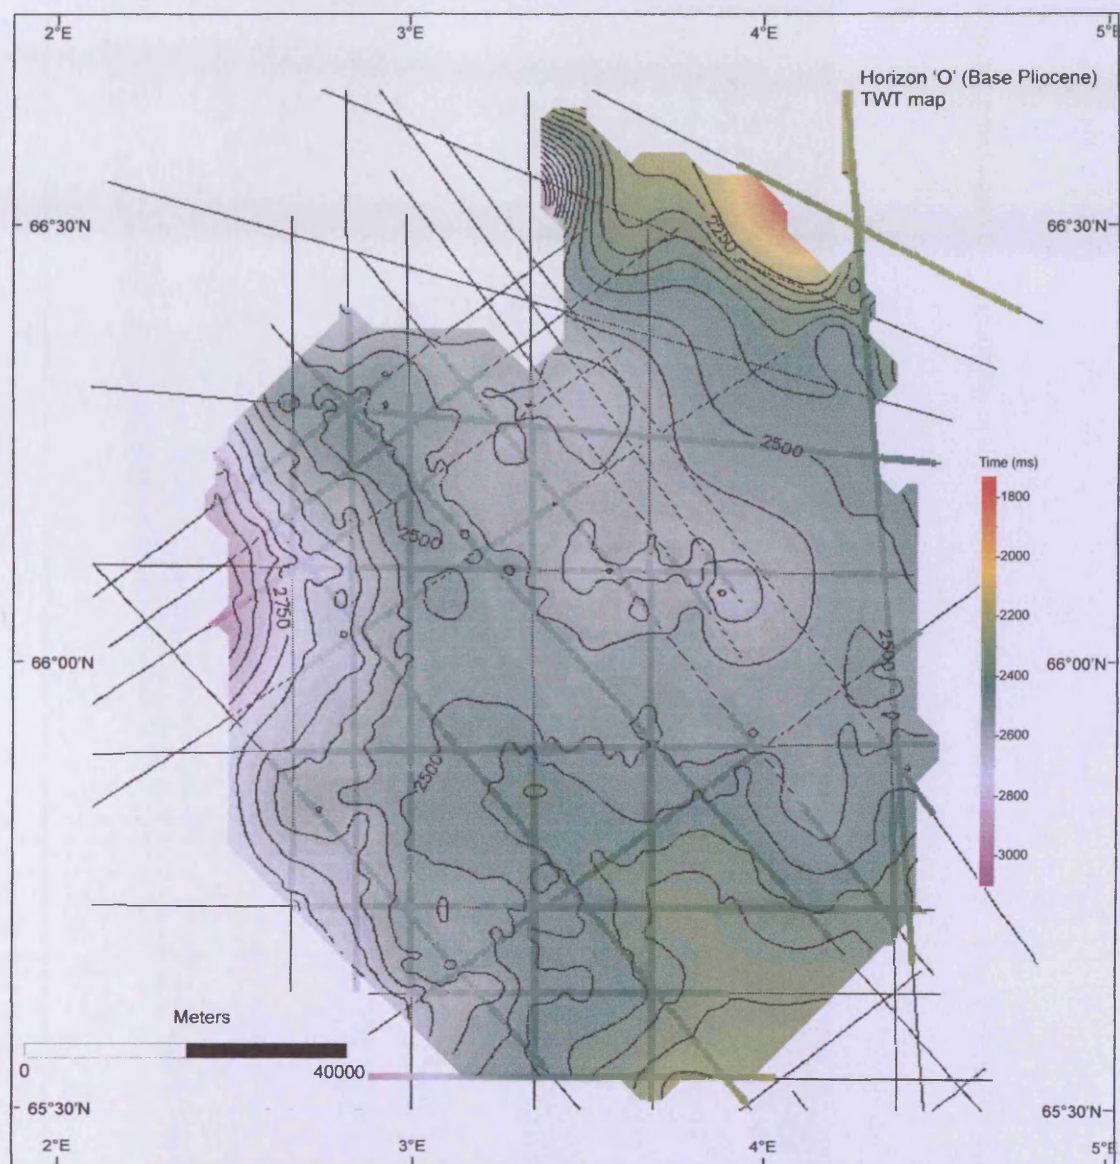 2°E 3°E 4°E 5°E
Horizon 'O' (Base Pliocene)
TWT map
66°30'N 66°30'N
2250
2500
Time (ms)
-1800
2500
-2000
2750
-2200
66°00'N 2500 66°00'N
-2400
-2600
2500
-2800
-3000
Meters
0 40000
65°30'N 65°30'N
2°E 3°E 4°E 5°E